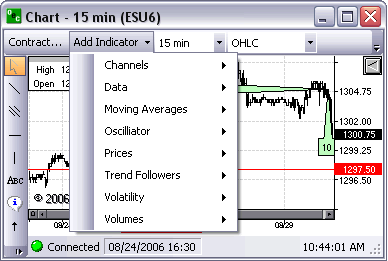 Chart - 15 min (ESU6)
Contract... Add Indicator 15 min OHLC
High 12
Open 12
Channels
Data
Moving Averages
Oscilliator
Prices
Trend Followers
Volatility
Volumes
1304.75
1302.00
1300.75
10
1299.25
1297.50
1296.50
ABC
© 2006
08/24
08/29
Connected 08/24/2006 16:30 10:44:01 AM